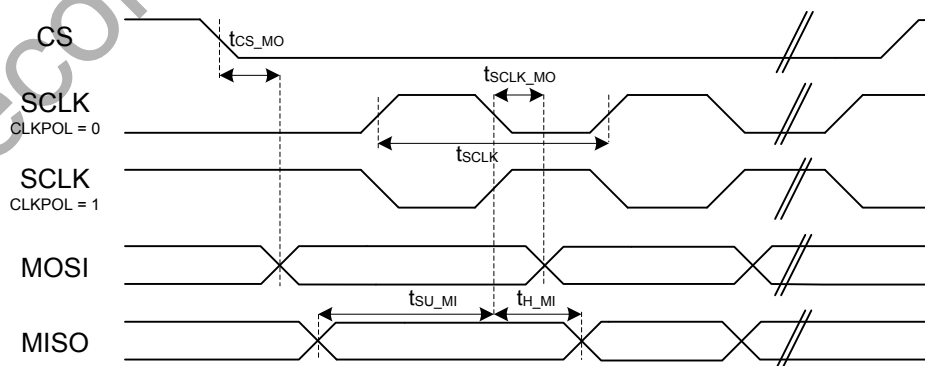 CS
tCS_MO
SCLK
CLKPOL = 0
tSCLK_MO
tSCLK
SCLK
CLKPOL = 1
MOSI
tSU_MI
tH_MI
MISO